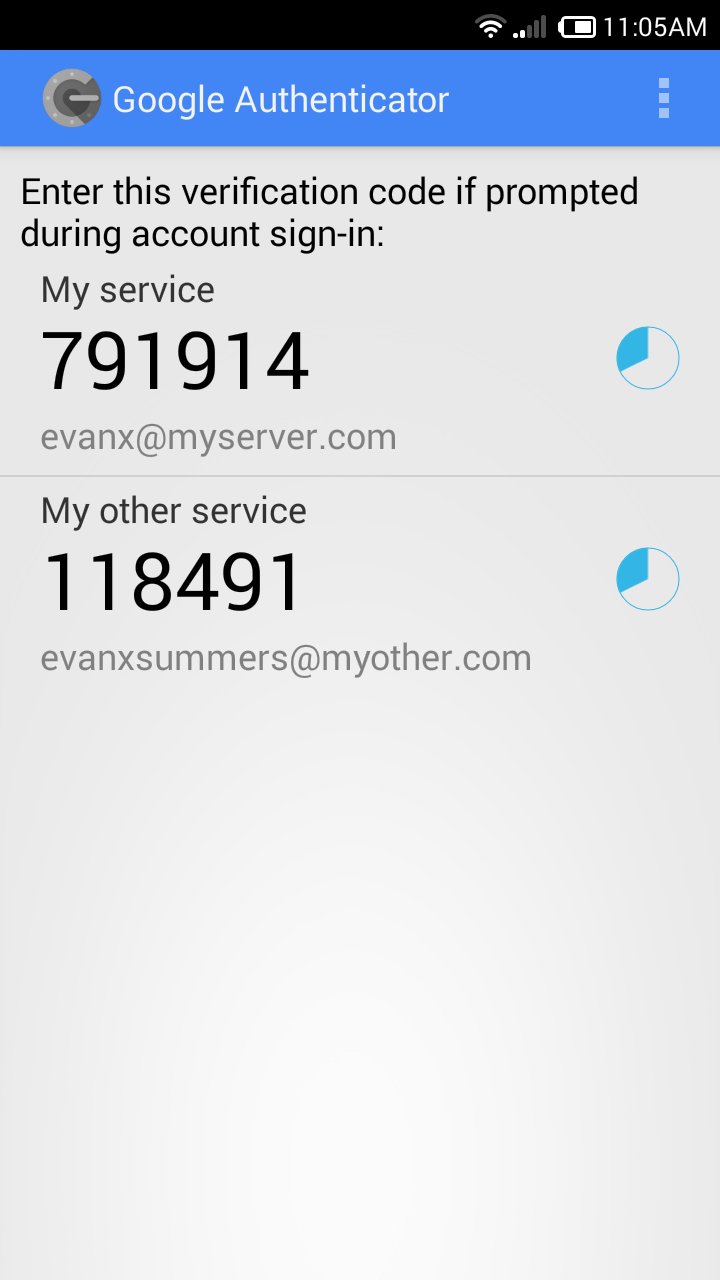 11:05AM
Google Authenticator
Enter this verification code if prompted
during account sign-in:
My service
791914
evanx@myserver.com
My other service
118491
evanxsummers@myother.com